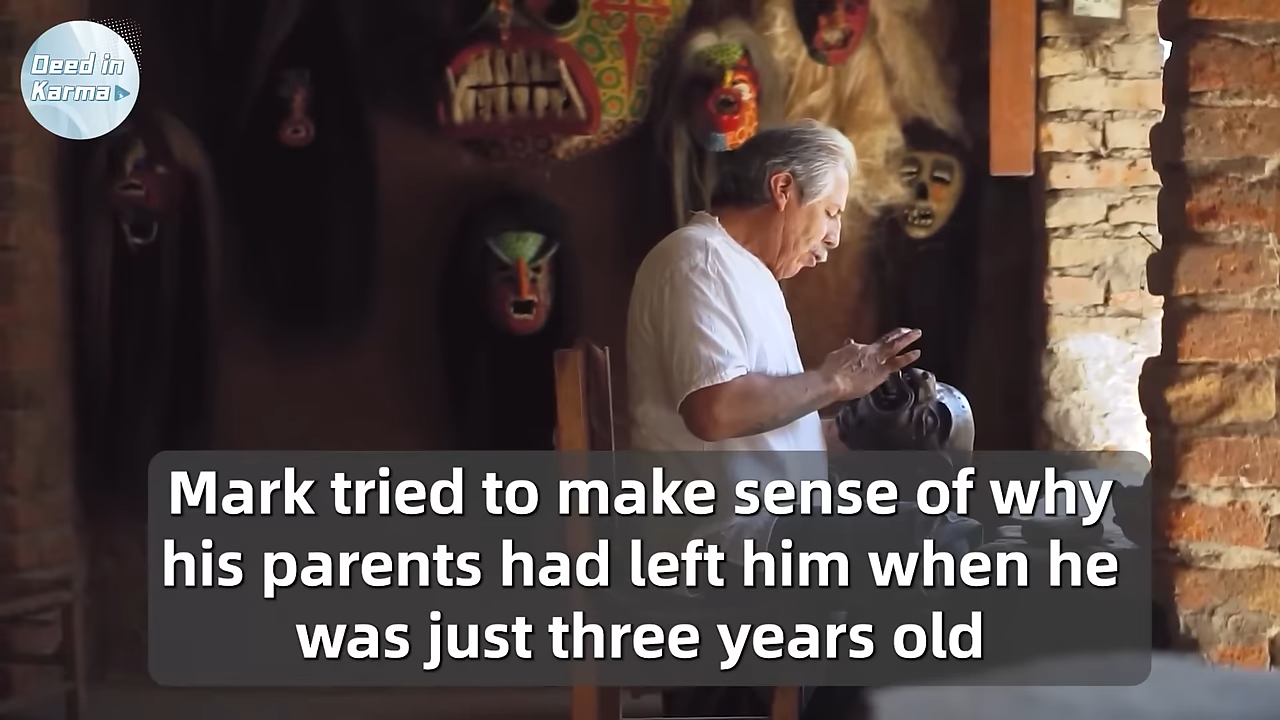 Deed in
Karma
Mark tried to make sense of why
his parents had left him when he
was just three years old